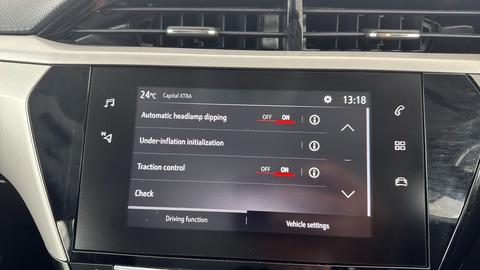 24°C Capital XTRA 13:18
Automatic headlamp dipping OFF ON
Under-inflation initialization
Traction control OFF ON
Check
Driving function Vehicle settings
N